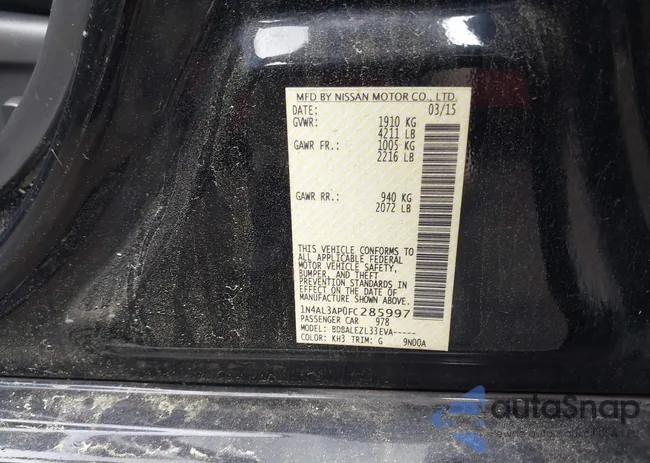 MFD BY NISSAN MOTOR CO., LTD.
DATE: 03/15
GVWR: 1910 KG
4211 LB
GAWR FR.: 1005 KG
2216 LB
GAWR RR.: 940 KG
2072 LB
THIS VEHICLE CONFORMS TO
ALL APPLICABLE FEDERAL
MOTOR VEHICLE SAFETY,
BUMPER, AND THEFT
PREVENTION STANDARDS IN
EFFECT ON THE DATE OF
MANUFACTURE SHOWN ABOVE.
1N4AL3AP0FC285997
PASSENGER CAR 978
MODEL: BDBALEZL33EVA-----
COLOR: KH3 TRIM: G 9N00A
autoSnap